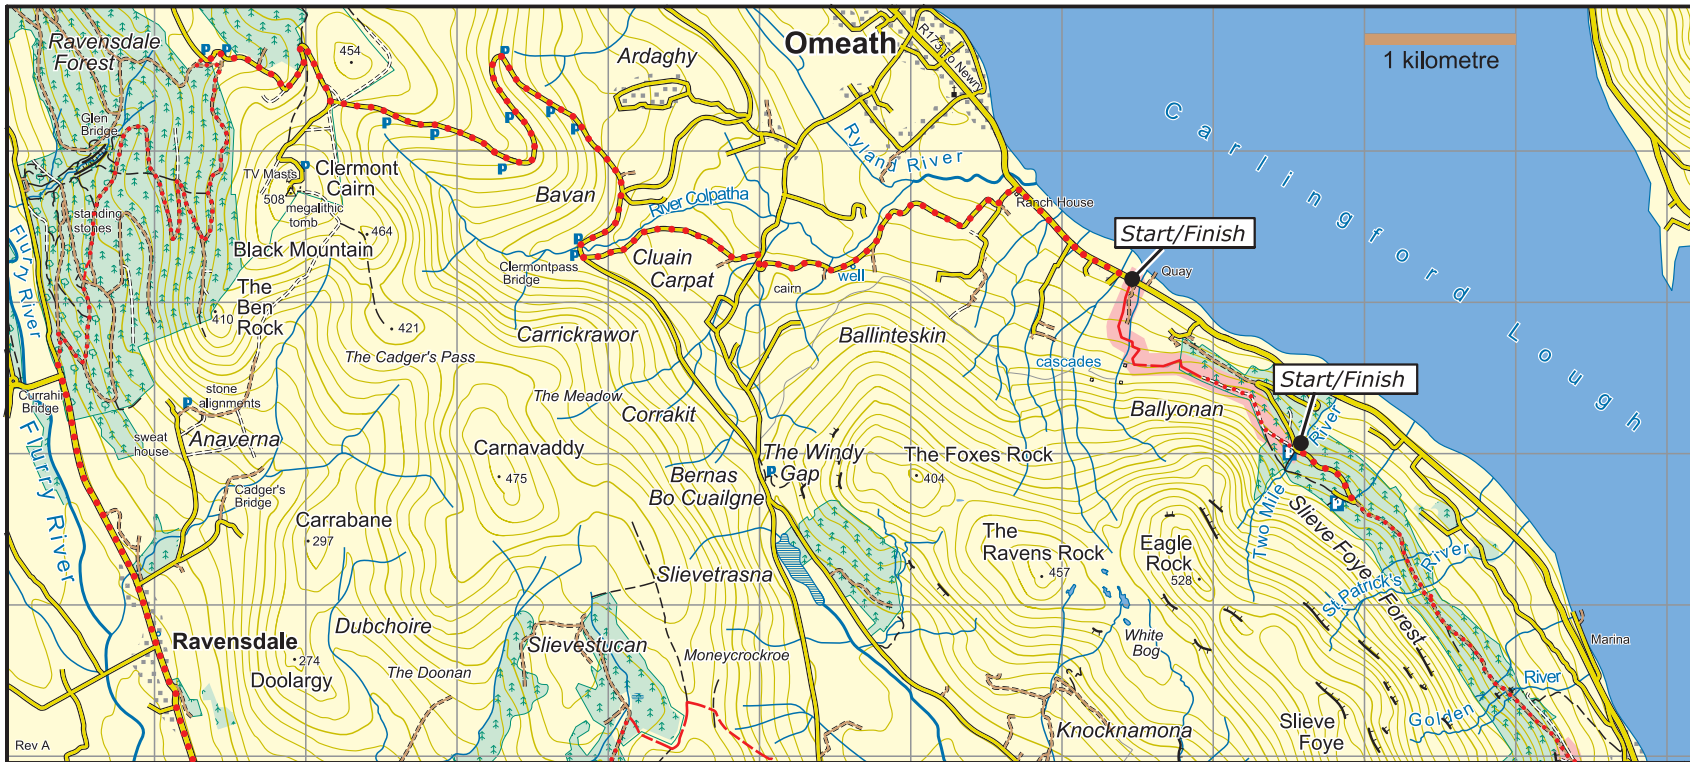 Ravensdale
Forest
P
P
454
P
Ardaghy
Omeath
R173 To Newry
1 kilometre
Glen
Bridge
P
P
P
P
P
P
Ryland River
Carlingford Lough
TV Masts
P
Clermont
Cairn
508
megalithic
tomb
Bavan
River Colpatha
Ranch House
standing
stones
464
Black Mountain
P
P
Clermontpass
Bridge
Cluain
Carpat
well
cairn
Start/Finish
Quay
Flurry River
The
Ben
Rock
410
421
The Cadger's Pass
Carrickrawor
Ballinteskin
cascades
Start/Finish
Currahir
Bridge
stone
alignments
P
The Meadow
Corrakit
Ballyonan
sweat
house
Anaverna
Carnavaddy
475
The Windy
Gap
P
The Foxes Rock
404
P
River
Two Mile
Flurry River
Cadger's
Bridge
Bernas
Bo Cuailgne
P
Carrabane
297
The
Ravens Rock
457
Eagle
Rock
528
Slieve Foye Forest
St Patrick's
River
Slievetrasna
Ravensdale
Dubchoire
Slievestucan
Moneycrockroe
White
Bog
Marina
274
Doolargy
The Doonan
Knocknamona
Slieve
Foye
Golden
River
Rev A